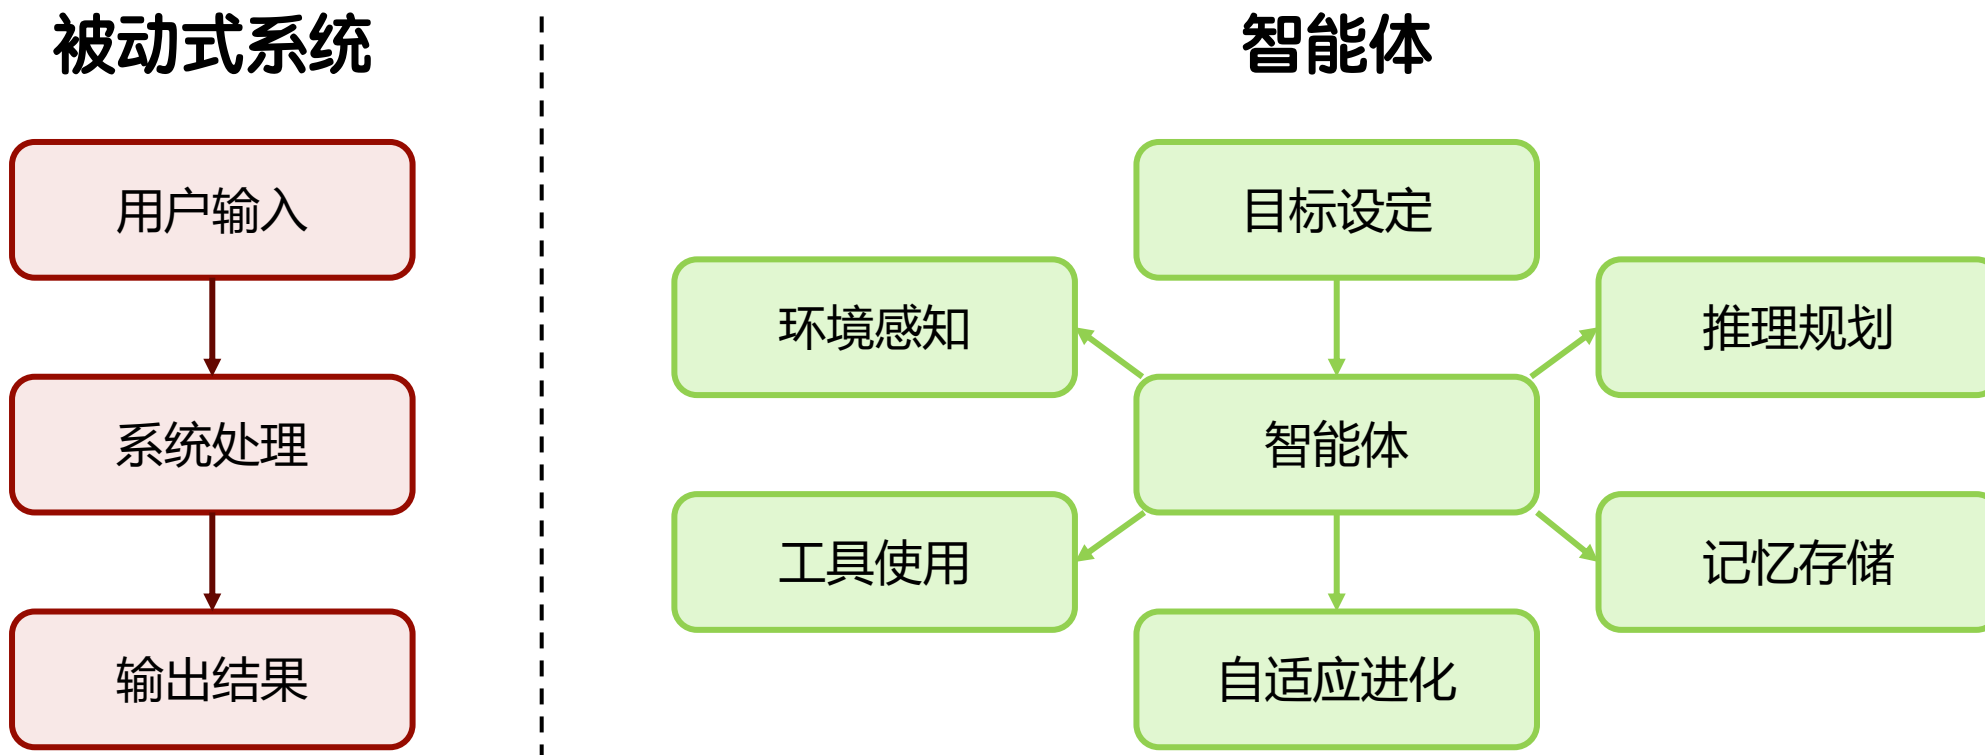 被动式系统
用户输入
系统处理
输出结果
智能体
目标设定
环境感知
推理规划
智能体
工具使用
记忆存储
自适应进化